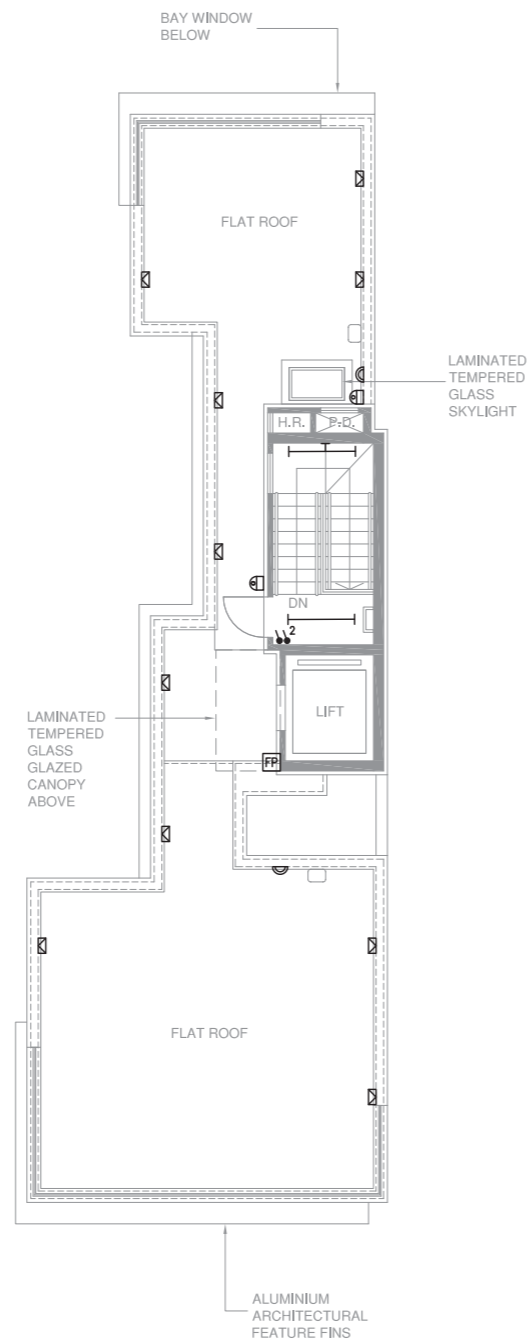 BAY WINDOW
BELOW
FLAT ROOF
LAMINATED
TEMPERED
GLASS
SKYLIGHT
H.R.
P.D.
DN
2
LIFT
LAMINATED
TEMPERED
GLASS
GLAZED
CANOPY
ABOVE
FP
FLAT ROOF
ALUMINIUM
ARCHITECTURAL
FEATURE FINS